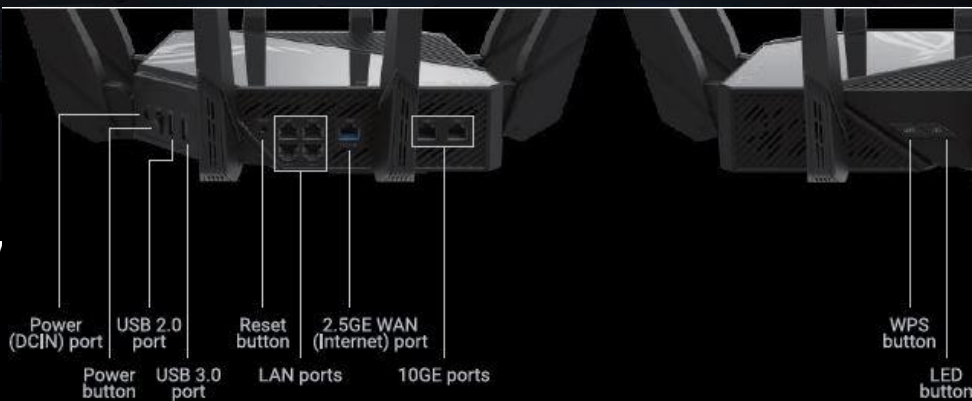 Power
(DCIN) port
USB 2.0
port
Reset
button
2.5GE WAN
(Internet) port
WPS
button
Power
button
USB 3.0
port
LAN ports
10GE ports
LED
button